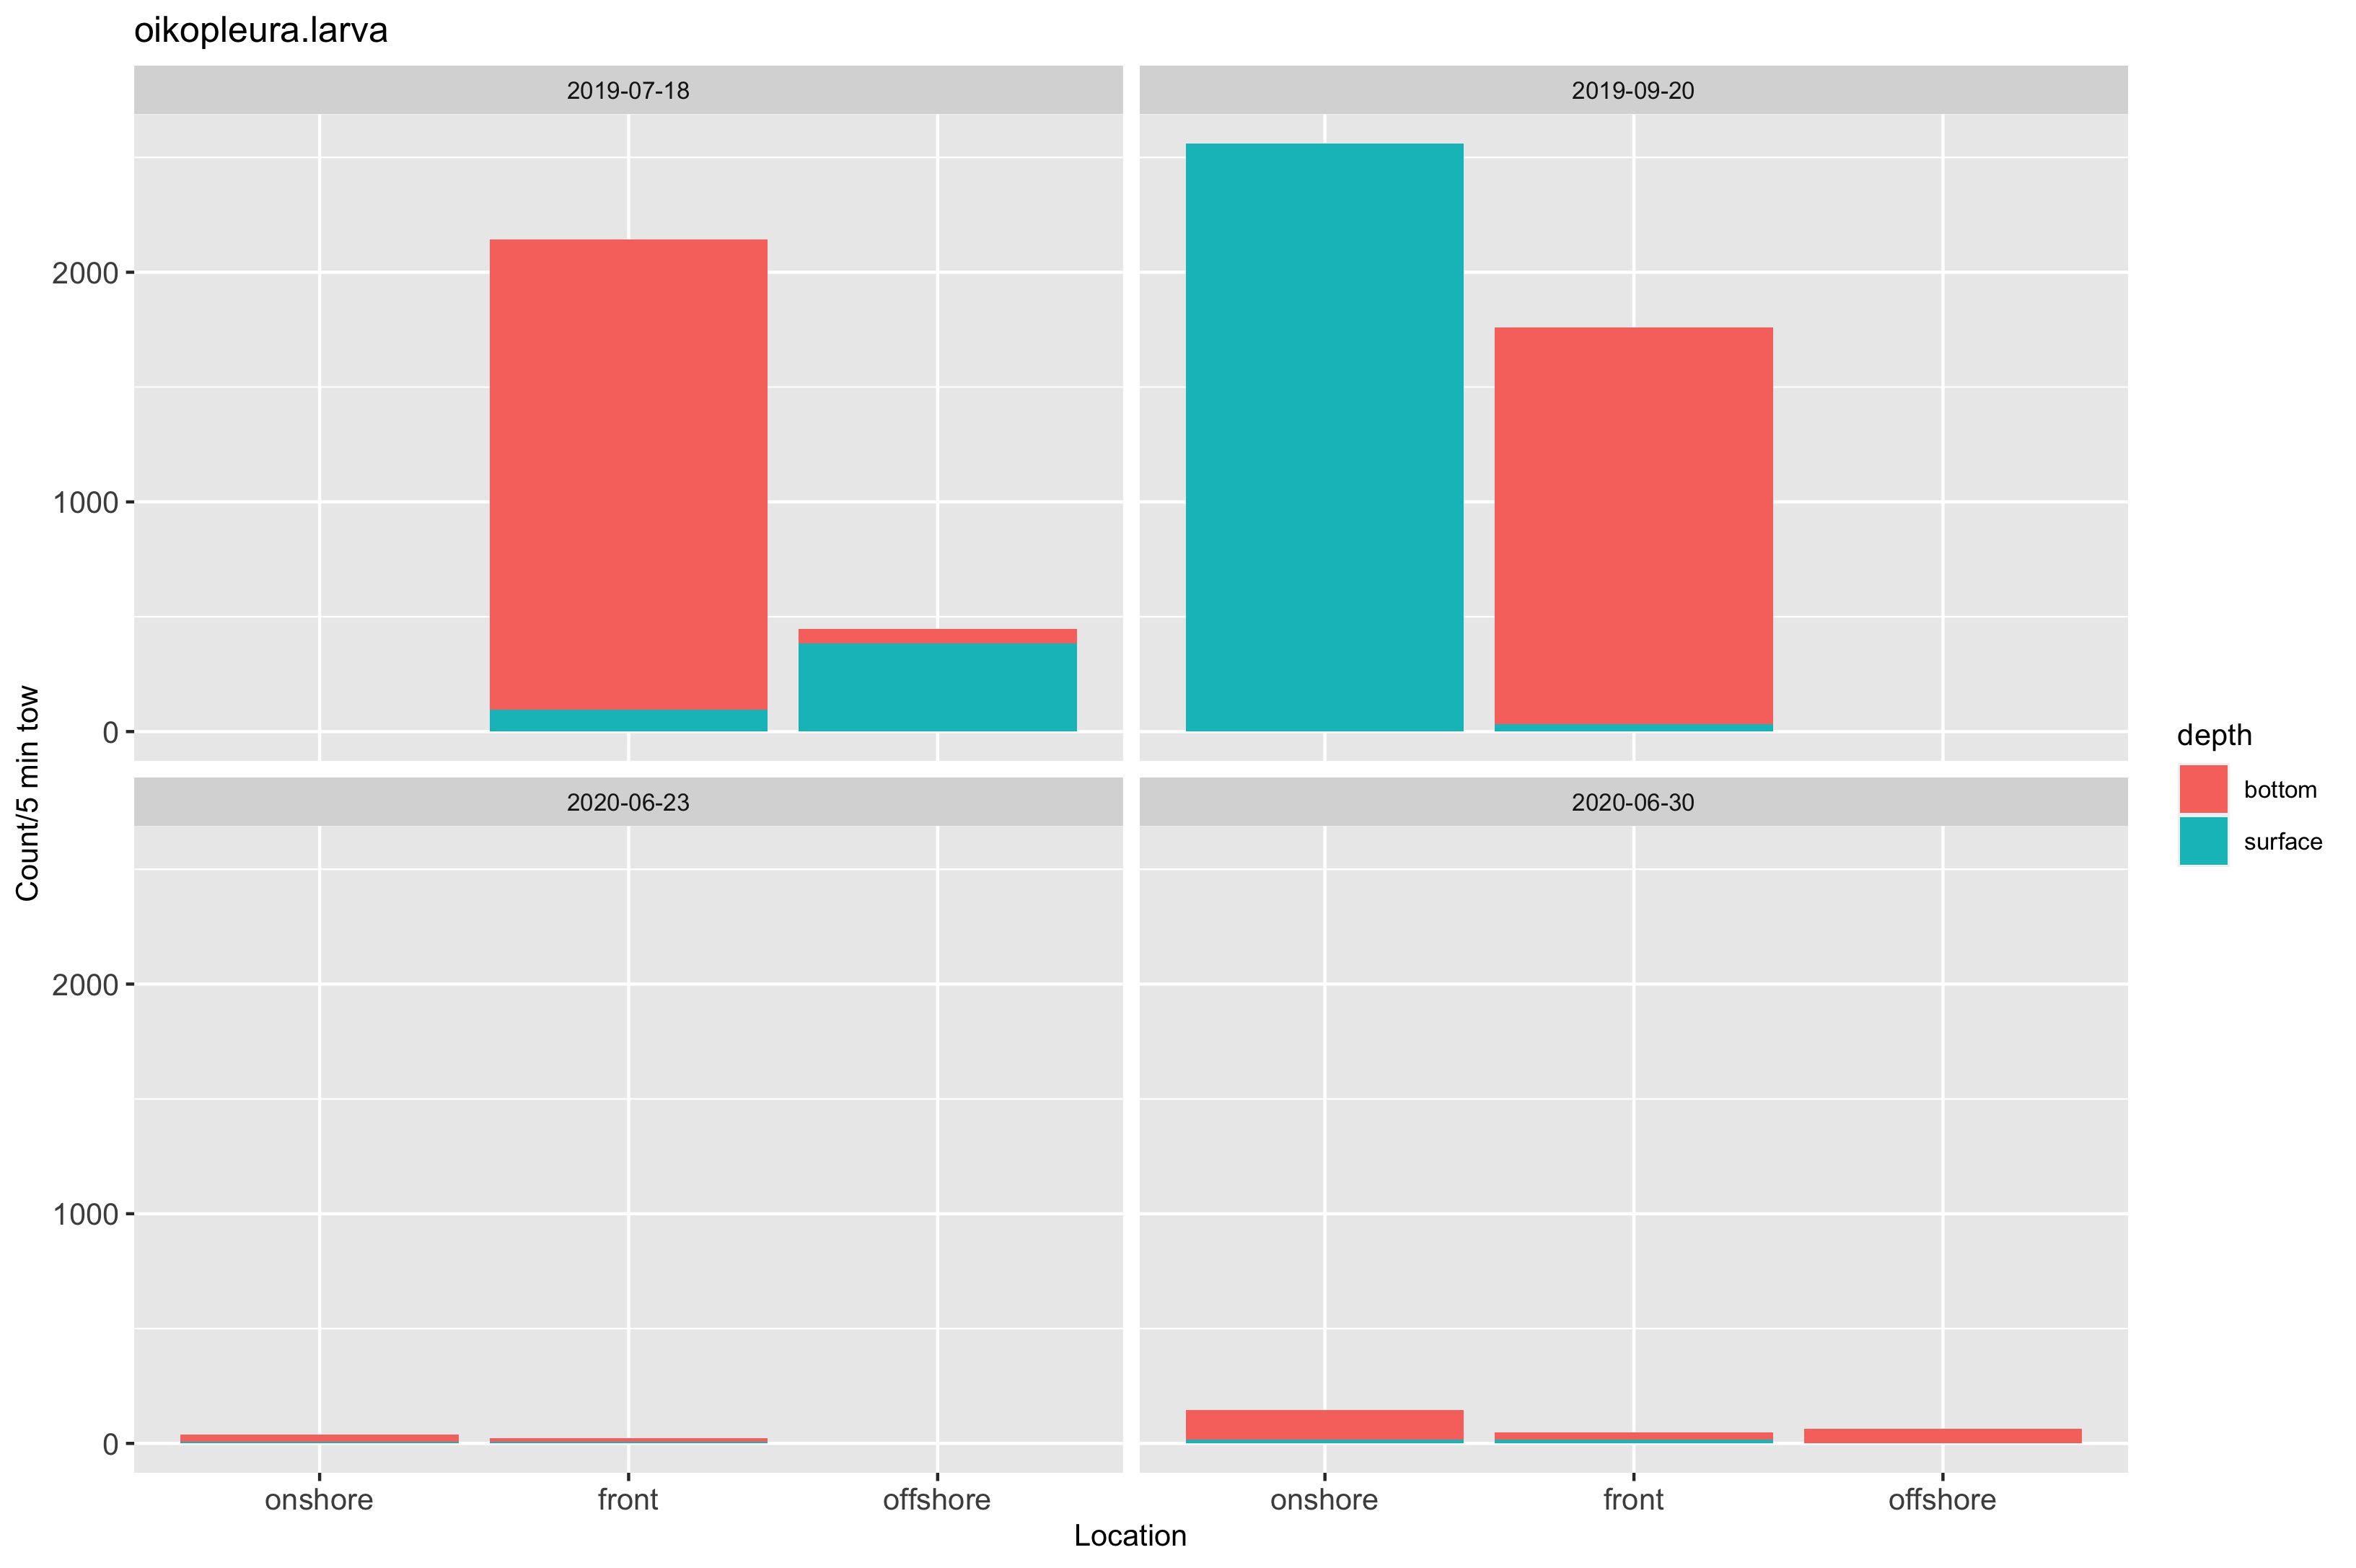 oikopleura.larva
2019-07-18
2019-09-20
2000
1000
0
Count/5 min tow
depth
bottom
surface
2020-06-23
2020-06-30
2000
1000
0
onshore front offshore onshore front offshore
Location